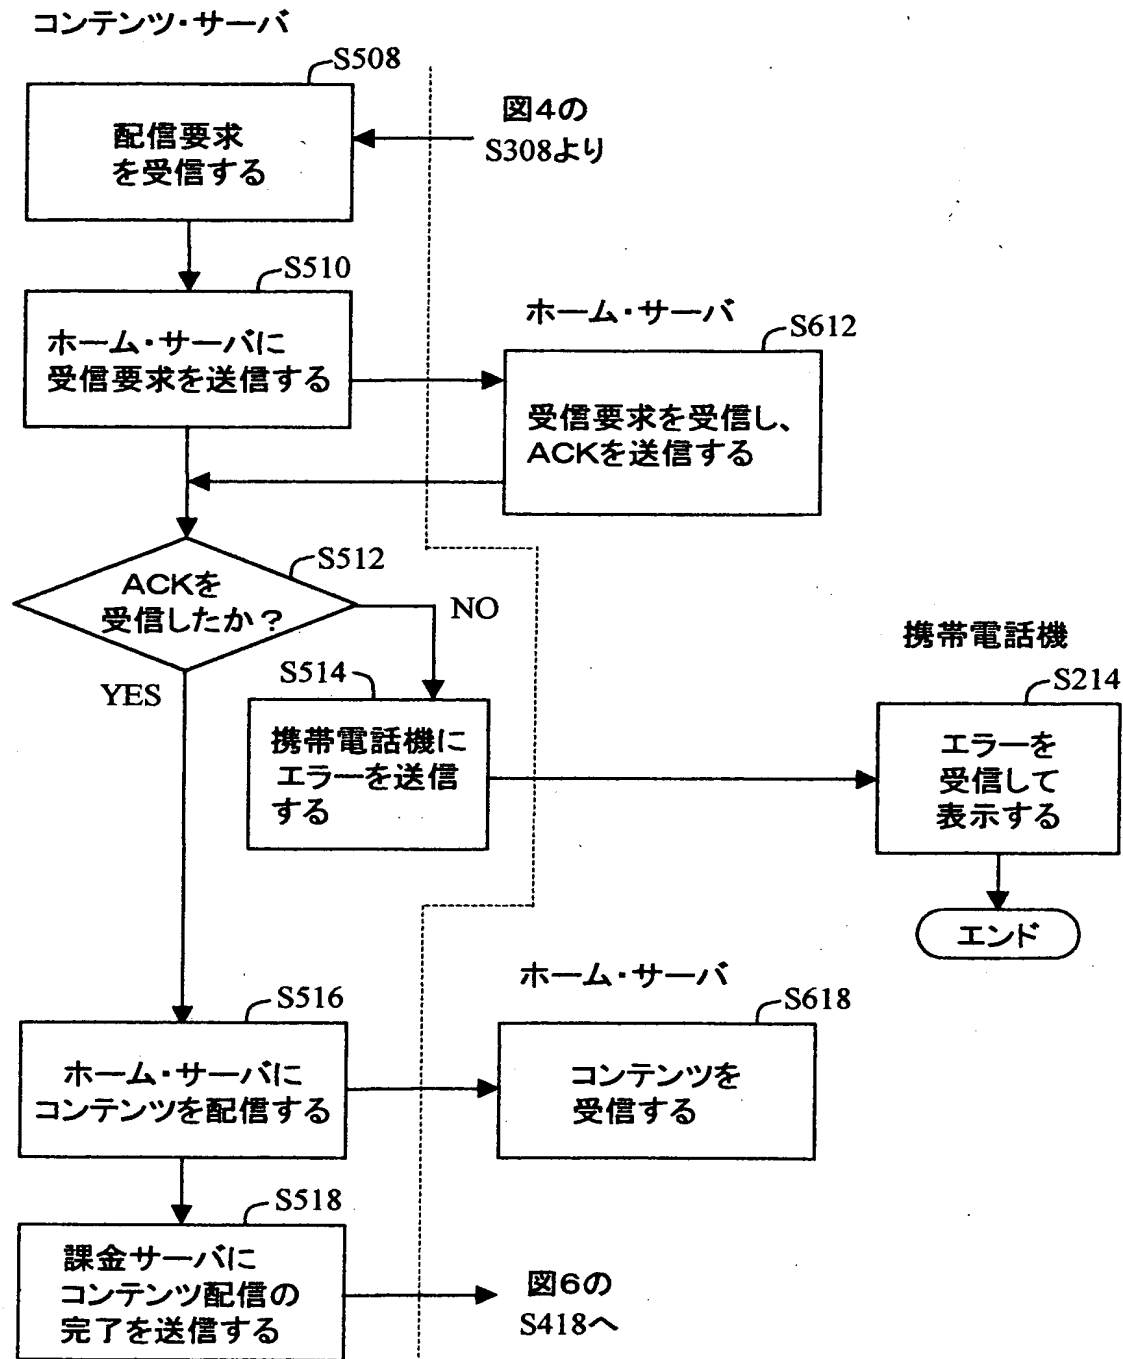 コンテンツ・サーバ
S508
配信要求
を受信する
図4の
S308より
S510
ホーム・サーバに
受信要求を送信する
ホーム・サーバ
S612
受信要求を受信し、
ACKを送信する
S512
ACKを
受信したか?
NO
YES
S514
携帯電話機に
エラーを送信
する
携帯電話機
S214
エラーを
受信して
表示する
エンド
S516
ホーム・サーバに
コンテンツを配信する
ホーム・サーバ
S618
コンテンツを
受信する
S518
課金サーバに
コンテンツ配信の
完了を送信する
図6の
S418へ